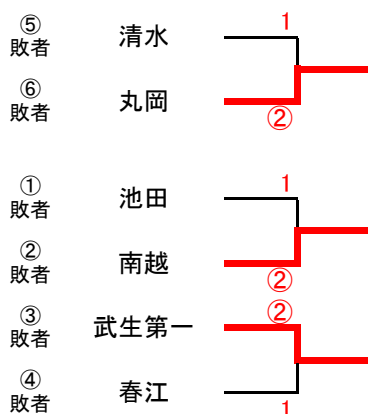 ⑤
敗者
清水
1
⑥
敗者
丸岡
②
①
敗者
池田
1
②
敗者
南越
②
③
敗者
武生第一
②
④
敗者
春江
1